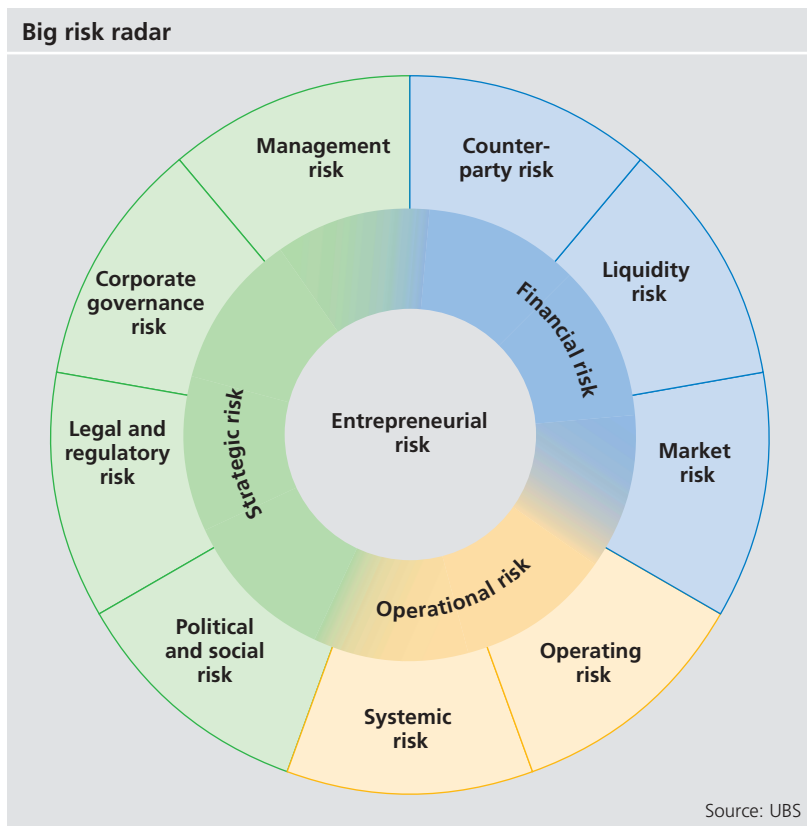 Big risk radar
Management
risk
Counter-
party risk
Liquidity
risk
Market
risk
Operating
risk
Systemic
risk
Political
and social
risk
Legal and
regulatory
risk
Corporate
governance
risk
Financial risk
Operational risk
Strategic risk
Entrepreneurial
risk
Source: UBS